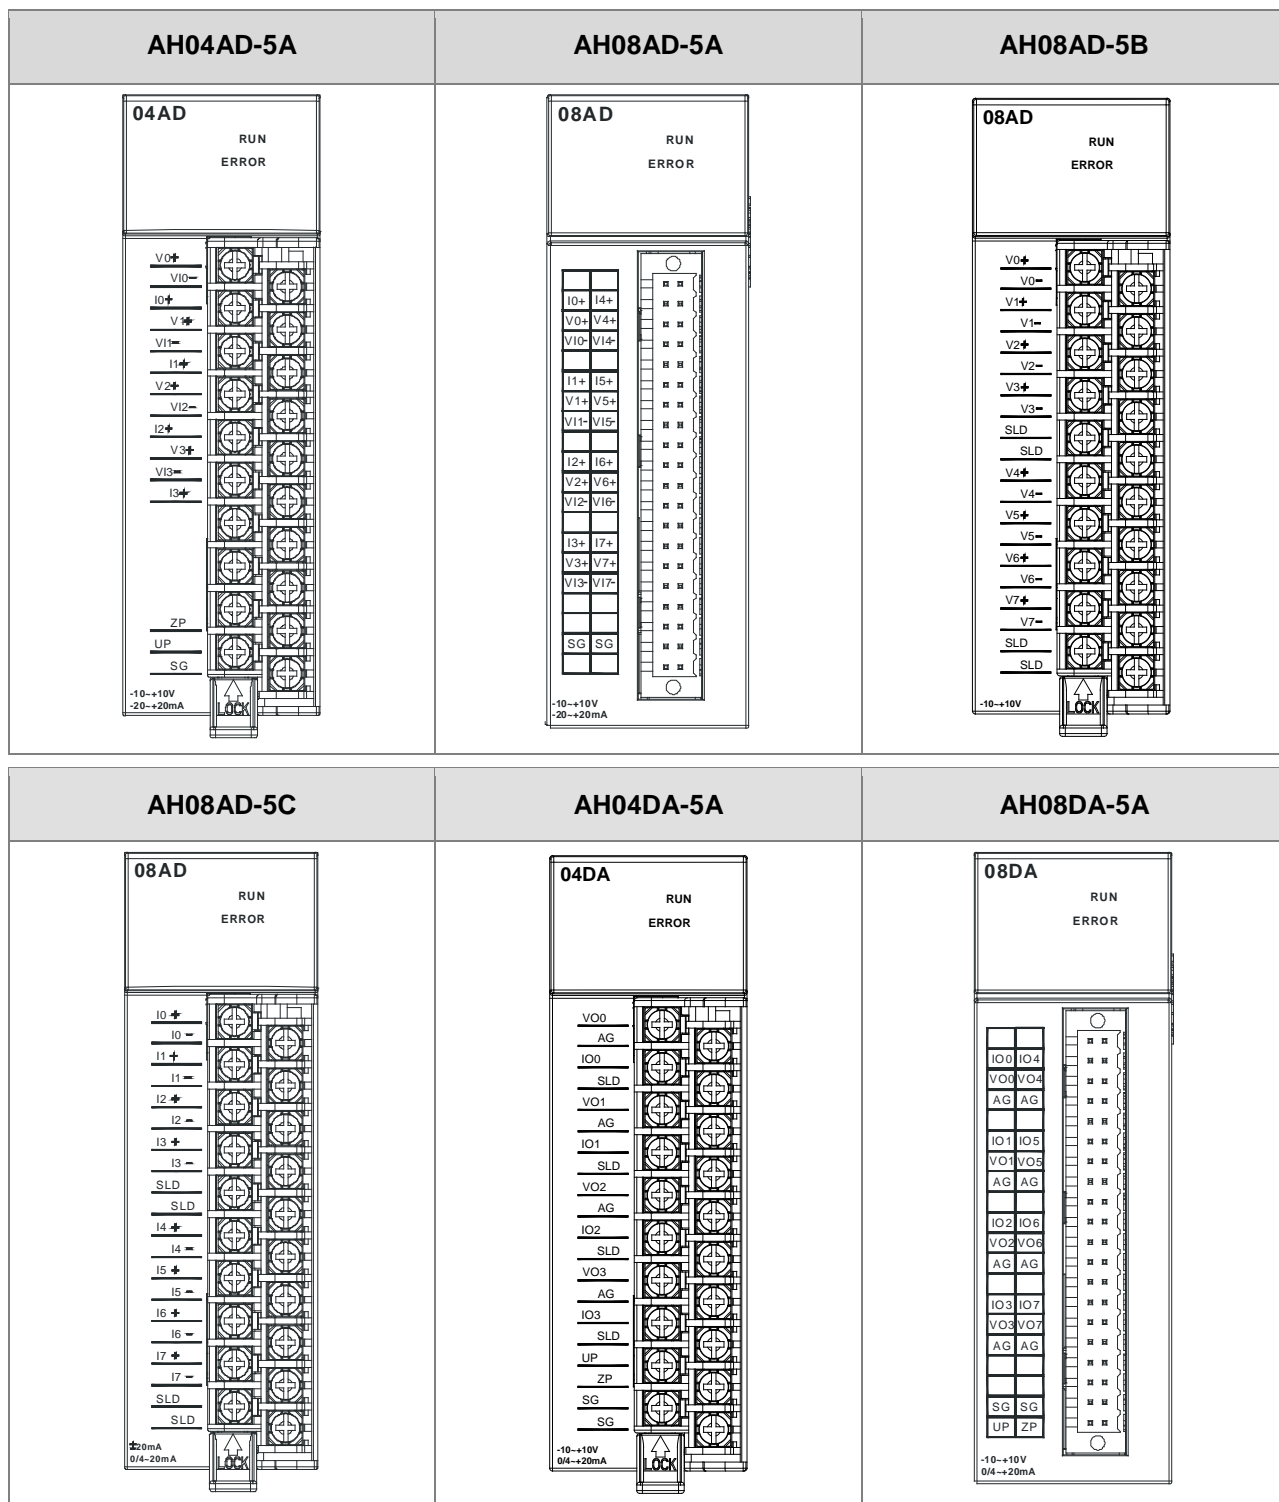 AH04AD-5A
AH08AD-5A
AH08AD-5B
04AD
RUN
ERROR
V0+
VI0-
I0+
V1+
VI1-
I1+
V2+
VI2-
I2+
V3+
VI3-
I3+
ZP
UP
SG
-10~+10V
-20~+20mA
LOCK
08AD
RUN
ERROR
I0+ I4+
V0+ V4+
VI0- VI4-
I1+ I5+
V1+ V5+
VI1- VI5-
I2+ I6+
V2+ V6+
VI2- VI6-
I3+ I7+
V3+ V7+
VI3- VI7-
SG SG
-10~+10V
-20~+20mA
08AD
RUN
ERROR
V0+
V0-
V1+
V1-
V2+
V2-
V3+
V3-
SLD
SLD
V4+
V4-
V5+
V5-
V6+
V6-
V7+
V7-
SLD
SLD
-10~+10V
LOCK
AH08AD-5C
AH04DA-5A
AH08DA-5A
08AD
RUN
ERROR
I0+
I0-
I1+
I1-
I2+
I2-
I3+
I3-
SLD
SLD
I4+
I4-
I5+
I5-
I6+
I6-
I7+
I7-
SLD
SLD
±20mA
0/4~20mA
LOCK
04DA
RUN
ERROR
VO0
AG
IO0
SLD
VO1
AG
IO1
SLD
VO2
AG
IO2
SLD
VO3
AG
IO3
SLD
UP
ZP
SG
SG
-10~+10V
0/4~+20mA
LOCK
08DA
RUN
ERROR
IO0 IO4
VO0 VO4
AG AG
IO1 IO5
VO1 VO5
AG AG
IO2 IO6
VO2 VO6
AG AG
IO3 IO7
VO3 VO7
AG AG
SG SG
UP ZP
-10~+10V
0/4~+20mA